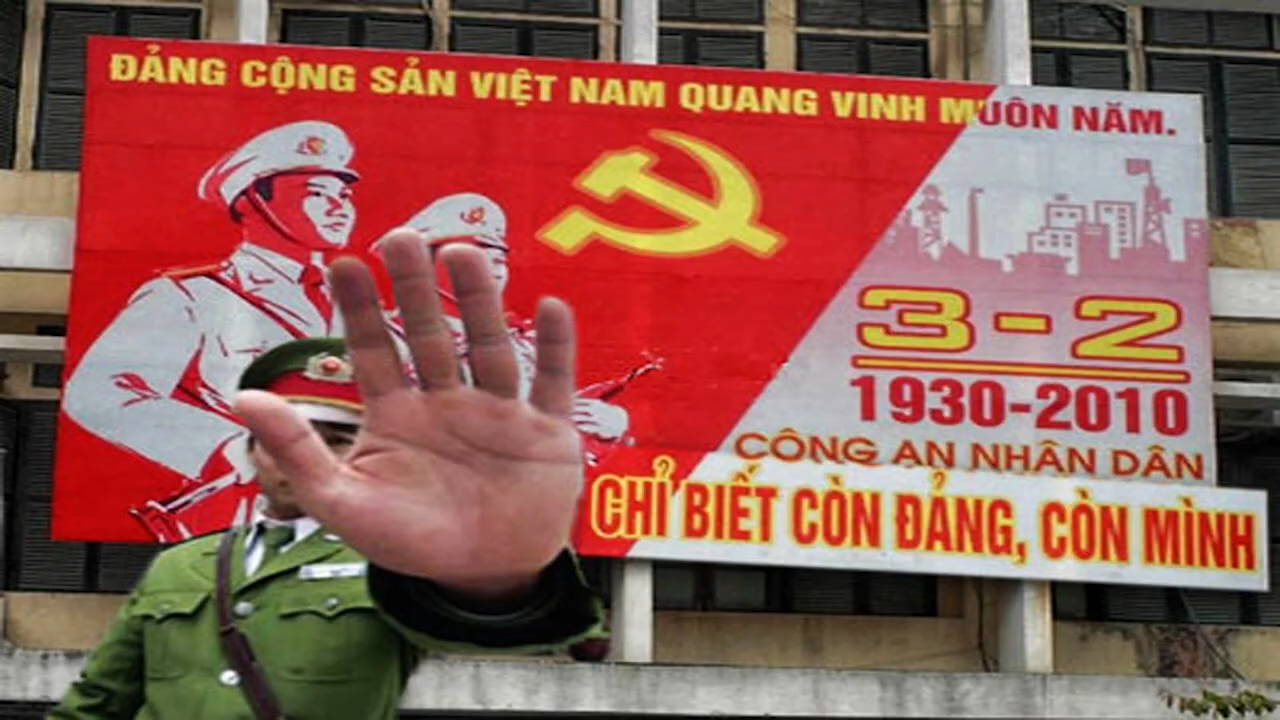 ĐẢNG CỘNG SẢN VIỆT NAM QUANG VINH MUÔN NĂM.
3-2
1930-2010
CÔNG AN NHÂN DÂN
CHỈ BIẾT CÒN ĐẢNG, CÒN MÌNH